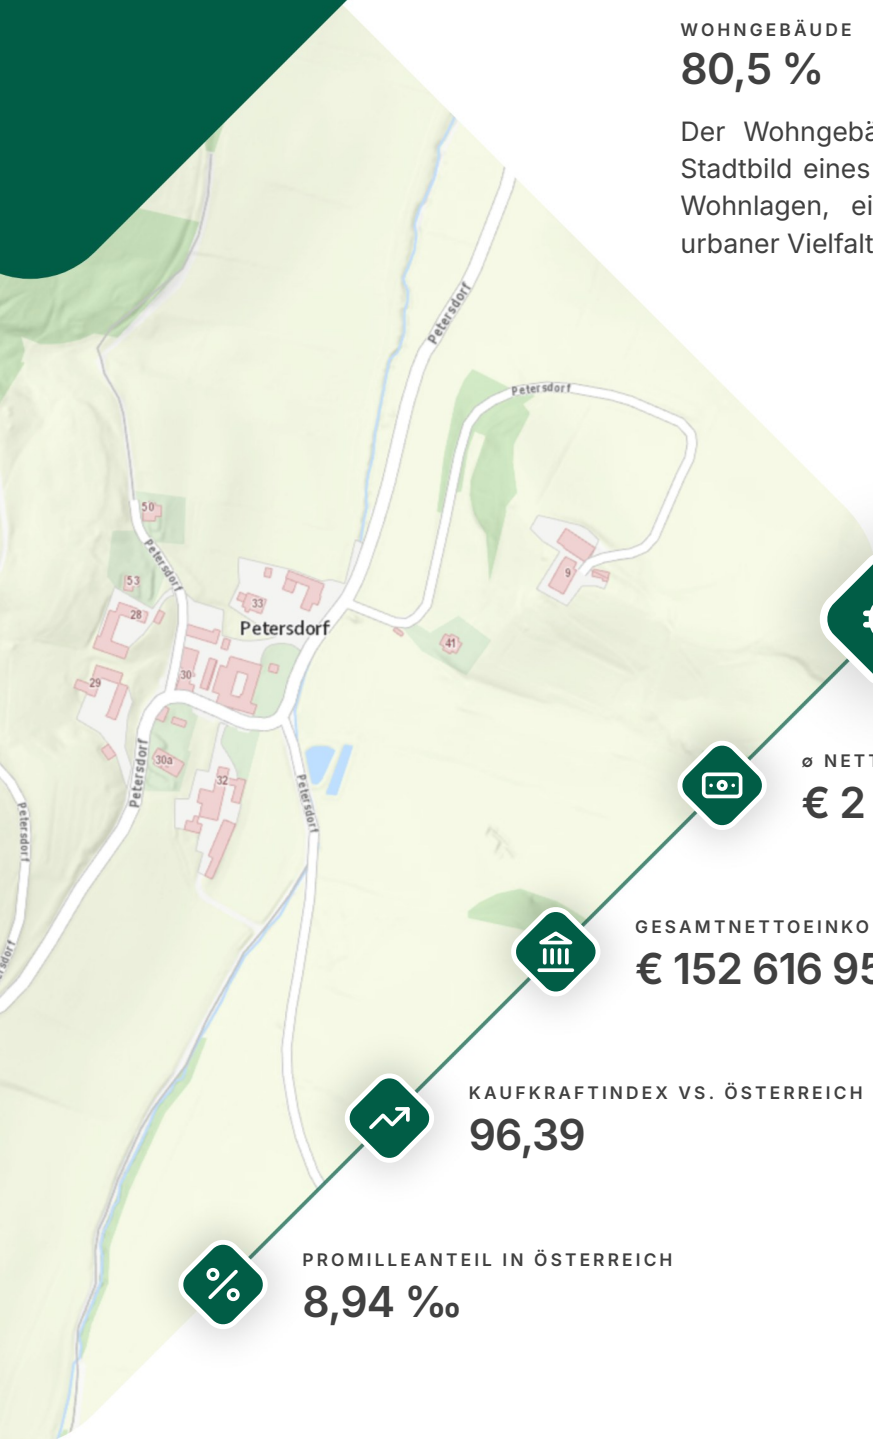 WOHNGEBÄUDE
80,5 %
Der Wohngebä
Stadtbild eines
Wohnlagen, ei
urbaner Vielfalt
Petersdorf
Petersdorf
50
Petersdorf
53
28
33
Petersdorf
9
41
29
30
Petersdorf
30a
32
Petersdorf
Petersdorf
ersdorf
ø NETT
€ 2
GESAMTNETTOEINKO
€ 152 616 95
KAUFKRAFTINDEX VS. ÖSTERREICH
96,39
PROMILLEANTEIL IN ÖSTERREICH
8,94 ‰